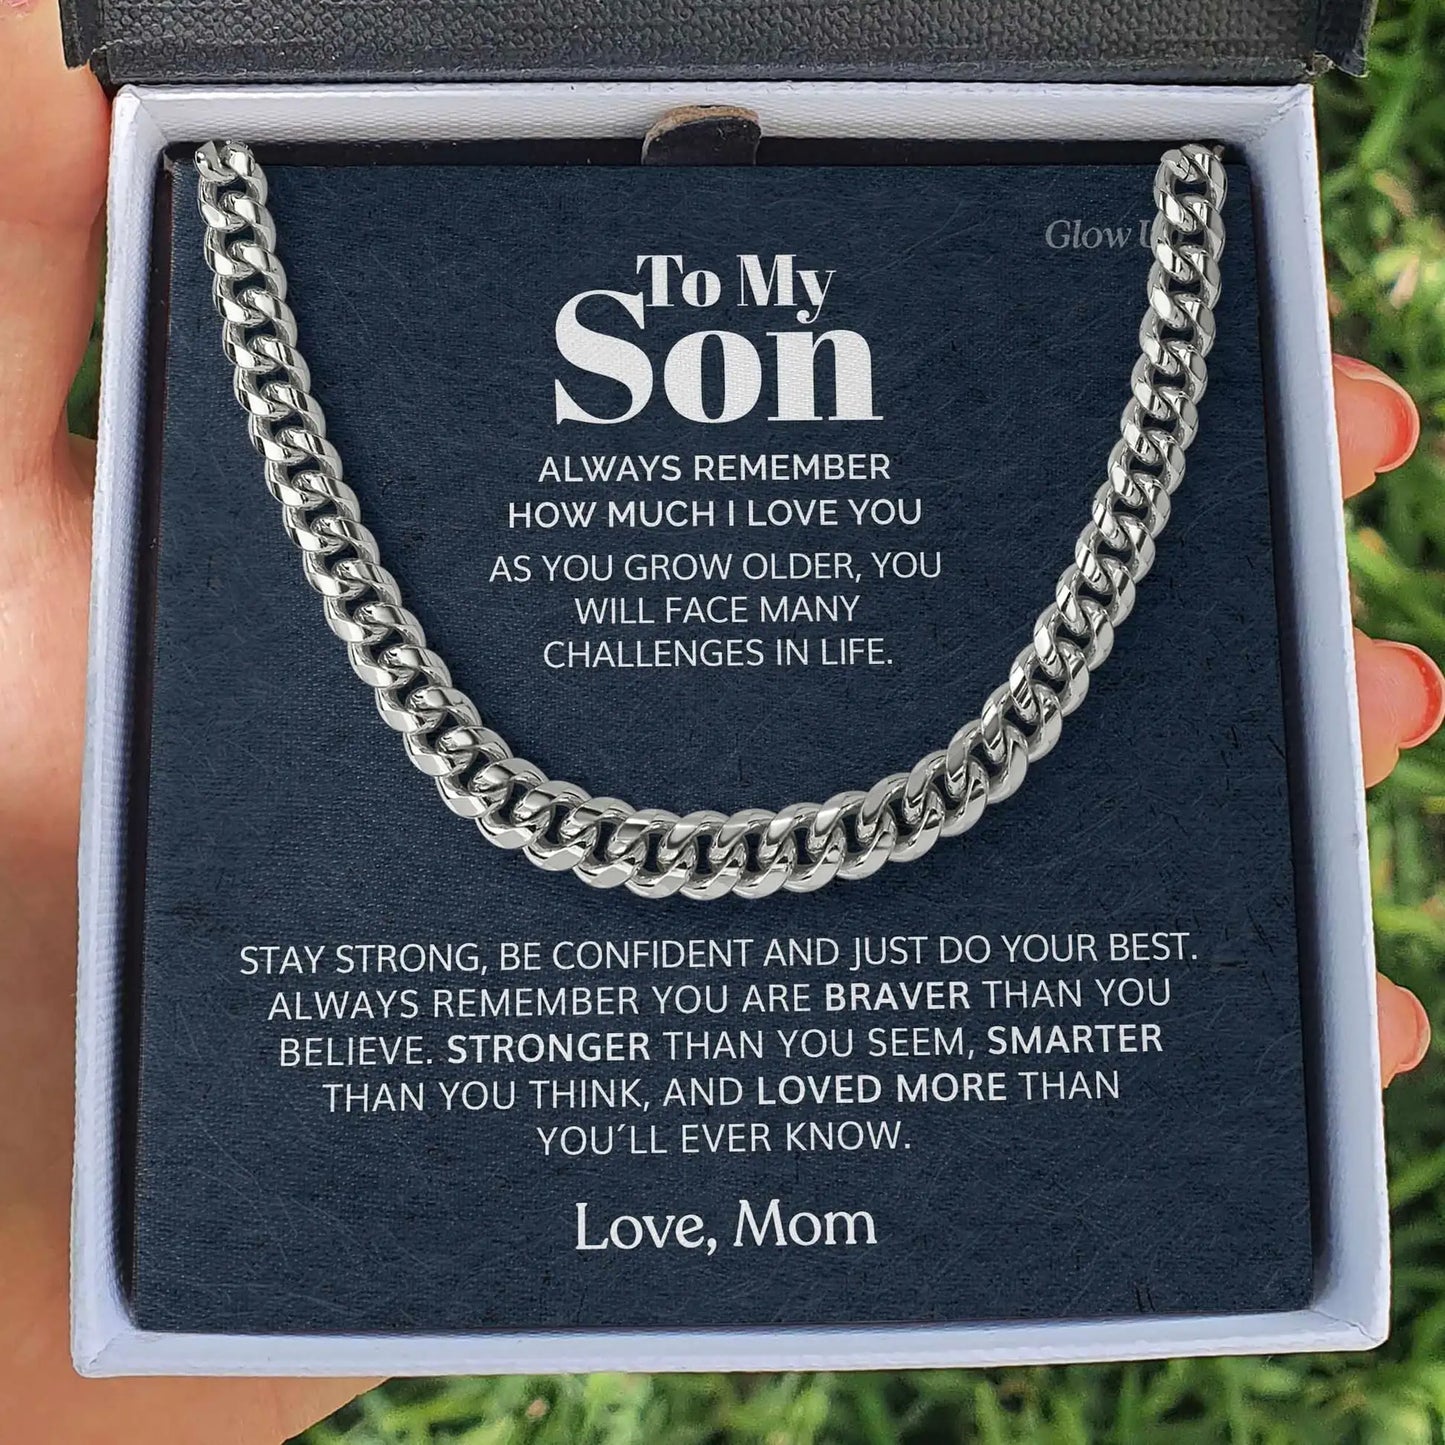 Glow
To My
Son
ALWAYS REMEMBER
HOW MUCH I LOVE YOU
AS YOU GROW OLDER, YOU
WILL FACE MANY
CHALLENGES IN LIFE.
STAY STRONG, BE CONFIDENT AND JUST DO YOUR BEST.
ALWAYS REMEMBER YOU ARE BRAVER THAN YOU
BELIEVE. STRONGER THAN YOU SEEM, SMARTER
THAN YOU THINK, AND LOVED MORE THAN
YOU´LL EVER KNOW.
Love, Mom